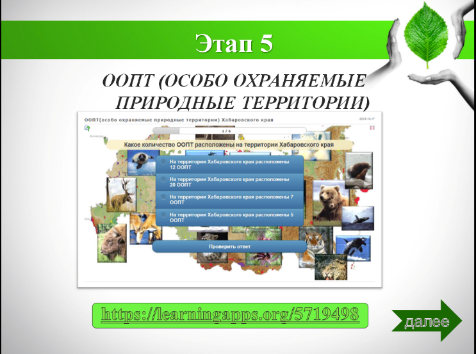 Этап 5
ООПТ (ОСОБО ОХРАНЯЕМЫЕ
ПРИРОДНЫЕ ТЕРРИТОРИИ)
ООПТ(особо охраняемые природные территории) Хабаровского края
1 / 5
Какое количество ООПТ расположены на территории Хабаровского края
На территории Хабаровского края расположены
12 ООПТ
На территории Хабаровского края расположены
28 ООПТ
На территории Хабаровского края расположены 7
ООПТ
На территории Хабаровского края расположены 5
ООПТ
Проверить ответ
https://learningapps.org/5719498
далее